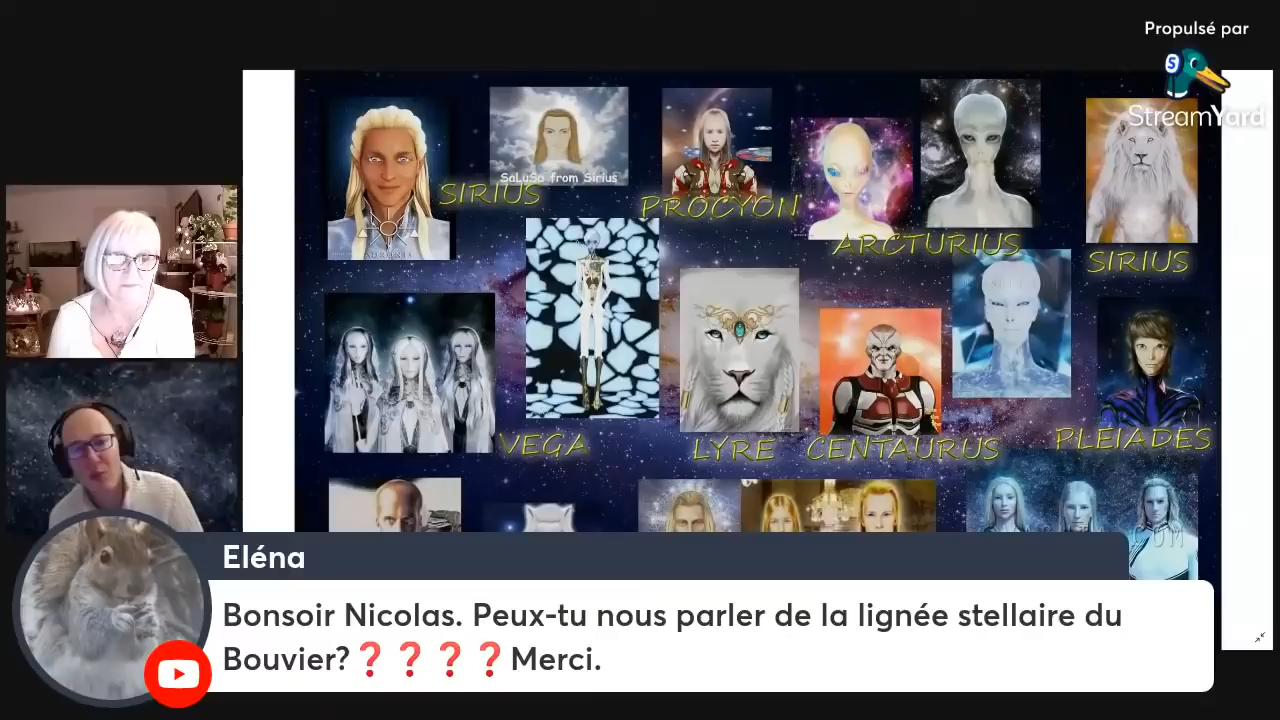 Propulsé par
S
StreamYard
SaLuSa from Sirius
SIRIUS
PROCYON
ARCTURIUS
SIRIUS
VEGA
LYRE
CENTAURUS
PLEIADES
Eléna
Bonsoir Nicolas. Peux-tu nous parler de la lignée stellaire du
Bouvier?❓❓❓❓Merci.